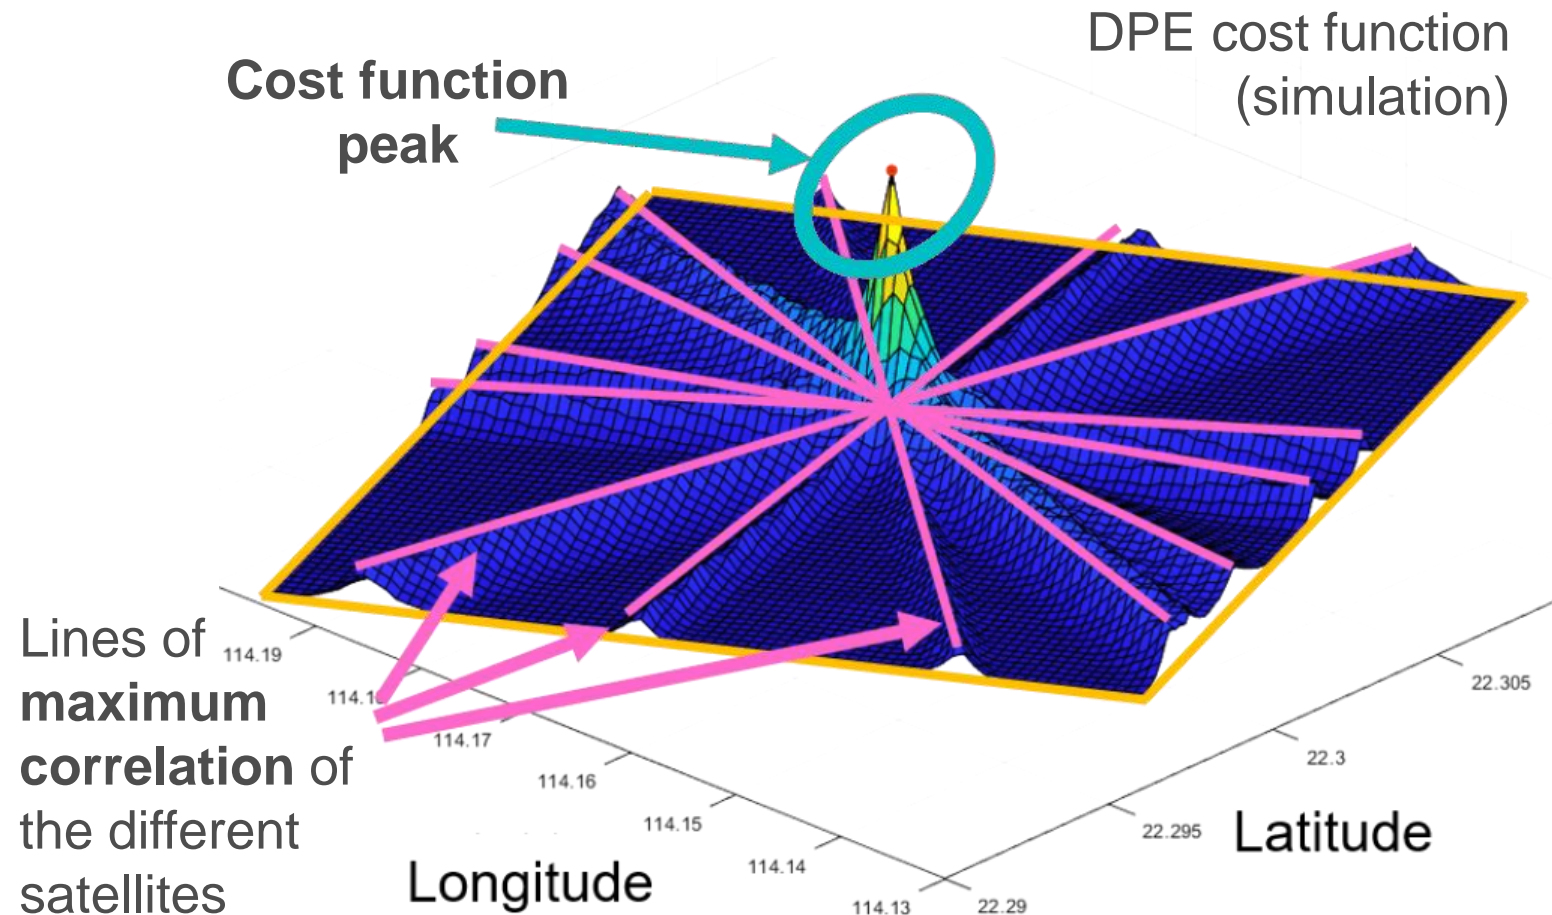 DPE cost function
(simulation)
Cost function
peak
Lines of
maximum
correlation of
the different
satellites
114.19
114.17
114.16
114.15
114.14
114.13
Longitude
22.29
22.295
22.3
22.305
Latitude